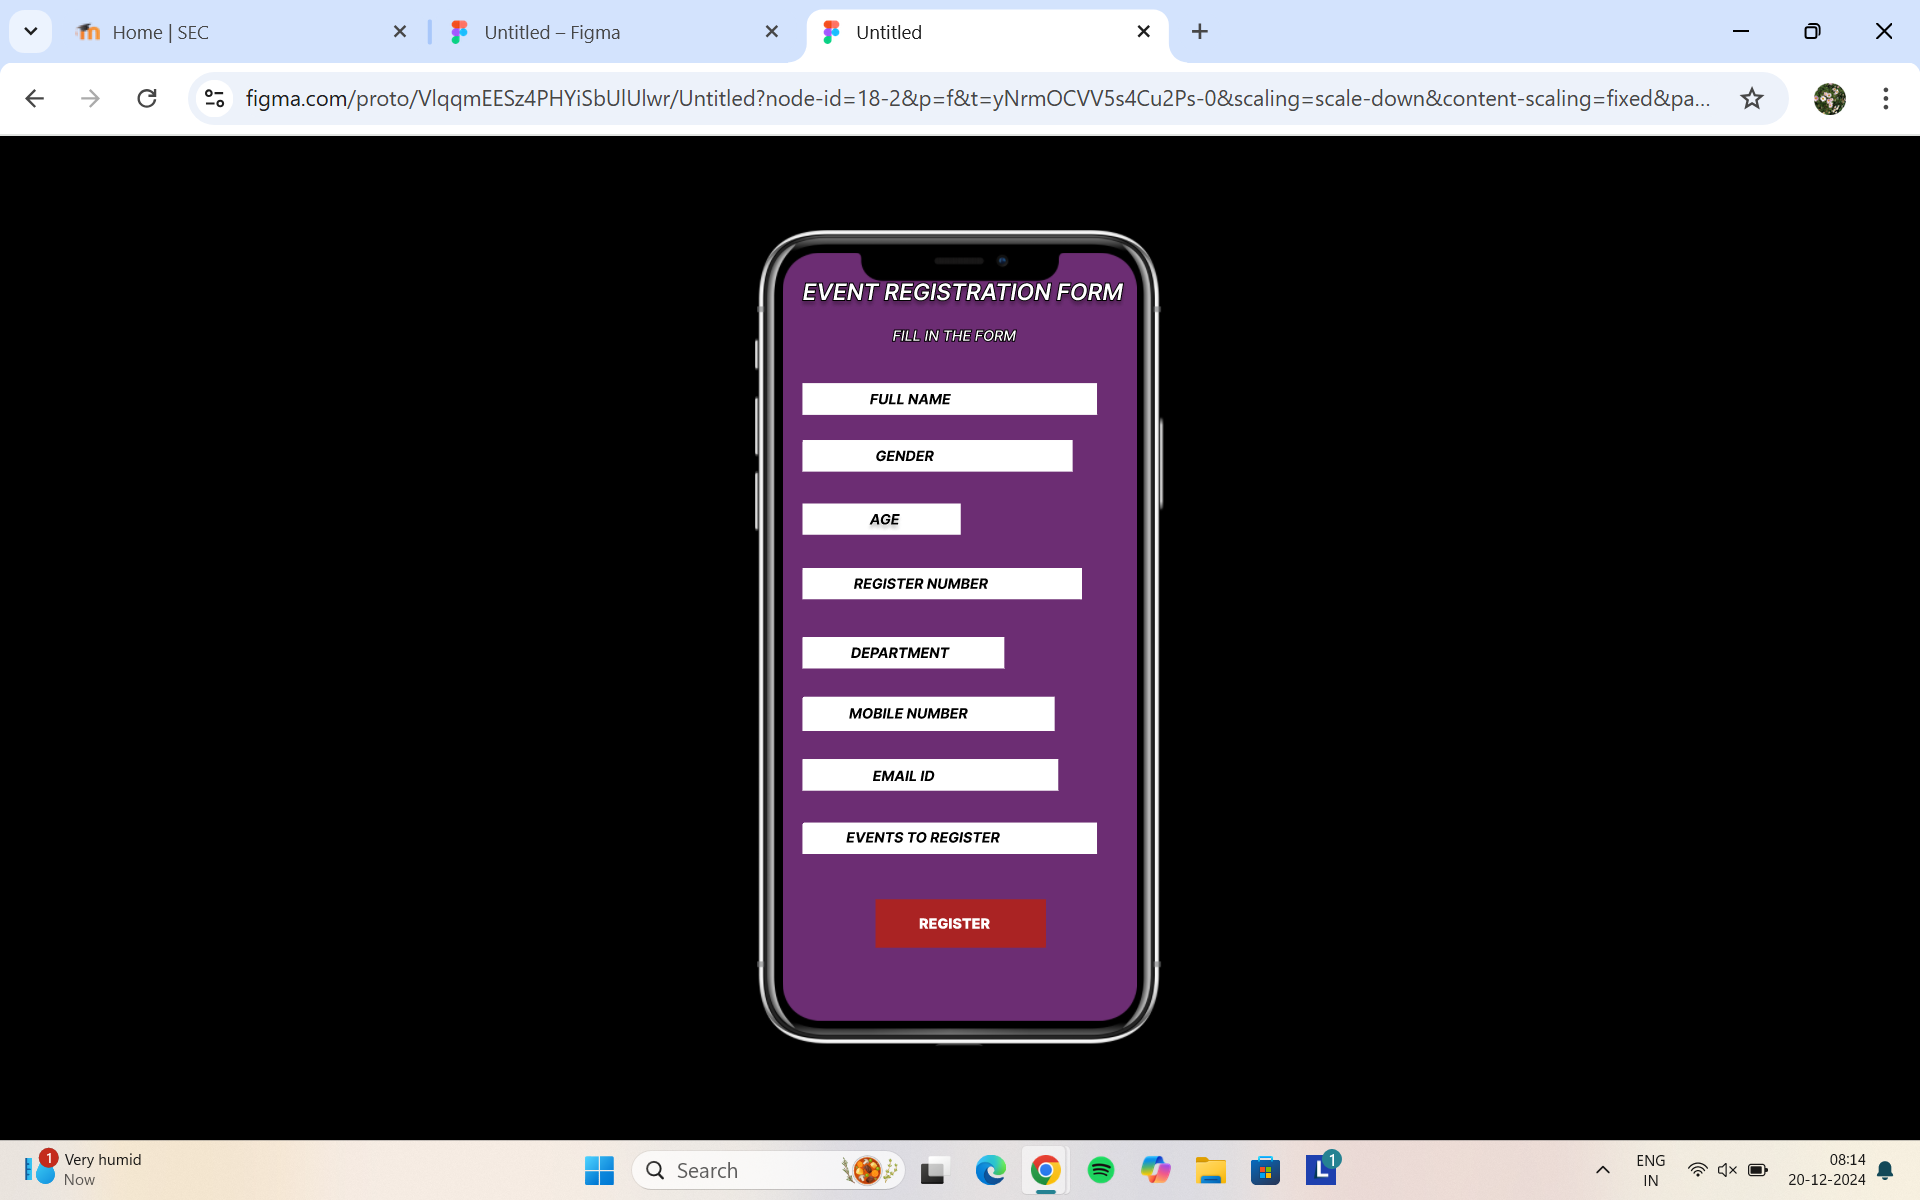 Home | SEC
Untitled – Figma
Untitled
figma.com/proto/VlqqmEESz4PHYiSbUlUlwr/Untitled?node-id=18-2&p=f&t=yNrmOCVV5s4Cu2Ps-0&scaling=scale-down&content-scaling=fixed&pa...
EVENT REGISTRATION FORM
FILL IN THE FORM
FULL NAME
GENDER
AGE
REGISTER NUMBER
DEPARTMENT
MOBILE NUMBER
EMAIL ID
EVENTS TO REGISTER
REGISTER
1
Very humid
Now
Search
L
1
ENG
IN
08:14
20-12-2024